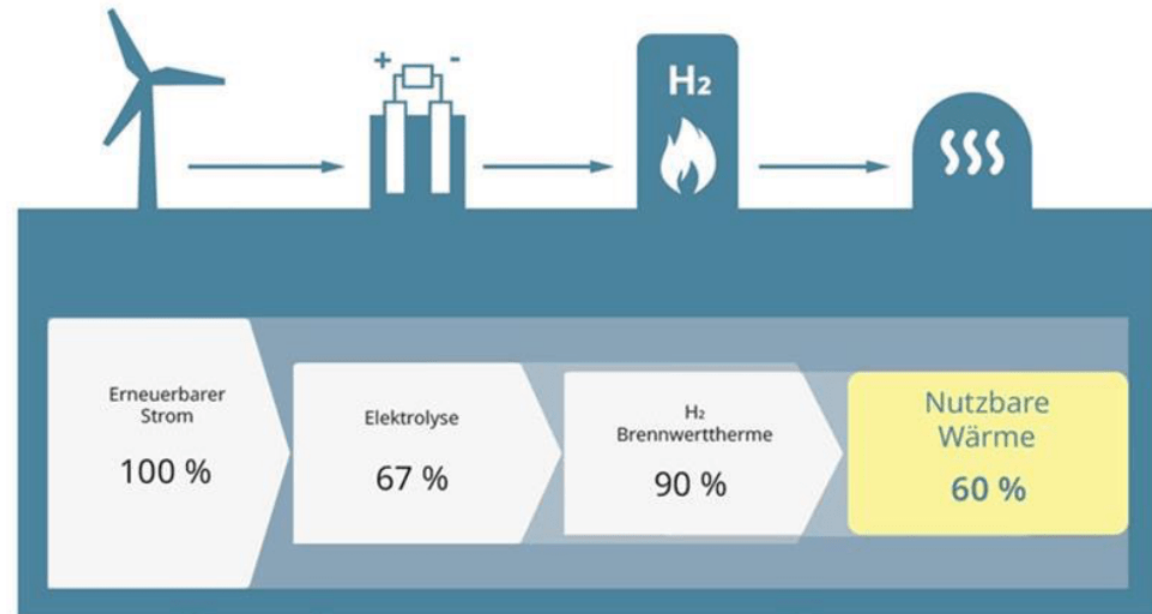 + -
H₂
Erneuerbarer
Strom
100 %
Elektrolyse
67 %
H₂
Brennwerttherme
90 %
Nutzbare
Wärme
60 %